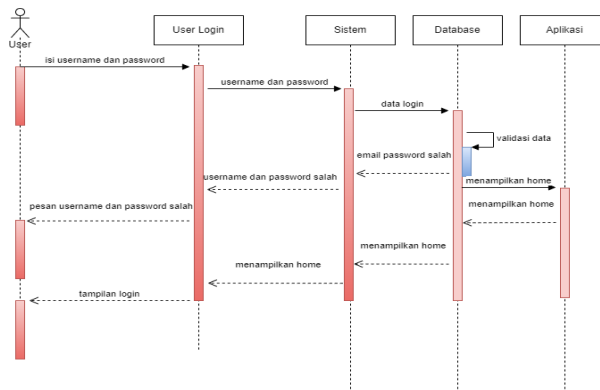 User
User Login
Sistem
Database
Aplikasi
isi username dan password
username dan password
data login
validasi data
email password salah
username dan password salah
menampilkan home
pesan username dan password salah
menampilkan home
menampilkan home
menampilkan home
tampilan login